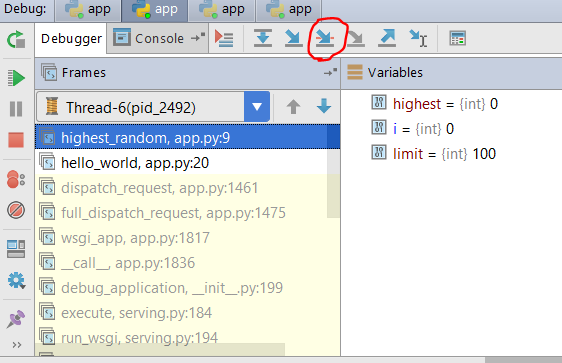 Debug: app app app app
Debugger Console
Frames Variables
Thread-6(pid_2492)
highest_random, app.py:9
hello_world, app.py:20
dispatch_request, app.py:1461
full_dispatch_request, app.py:1475
wsgi_app, app.py:1817
__call__, app.py:1836
debug_application, __init__.py:199
execute, serving.py:184
run_wsgi, serving.py:194
highest = {int} 0
i = {int} 0
limit = {int} 100